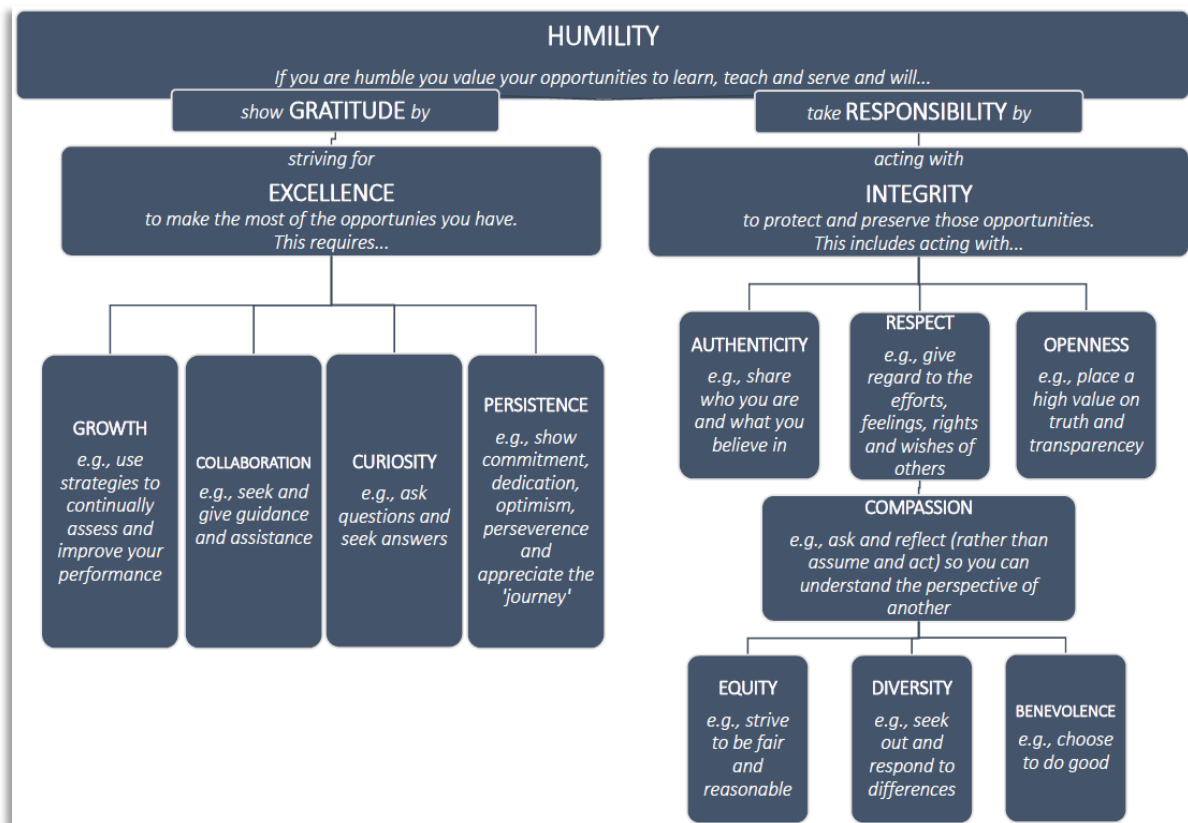 HUMILITY
If you are humble you value your opportunities to learn, teach and serve and will...
show GRATITUDE by
striving for
EXCELLENCE
to make the most of the opportunies you have.
This requires...
GROWTH
e.g., use
strategies to
continually
assess and
improve your
performance
COLLABORATION
e.g., seek and
give guidance
and assistance
CURIOSITY
e.g., ask
questions and
seek answers
PERSISTENCE
e.g., show
commitment,
dedication,
optimism,
perseverence
and
appreciate the
'journey'
take RESPONSIBILITY by
acting with
INTEGRITY
to protect and preserve those opportunities.
This includes acting with...
AUTHENTICITY
e.g., share
who you are
and what you
believe in
RESPECT
e.g., give
regard to the
efforts,
feelings, rights
and wishes of
others
OPENNESS
e.g., place a
high value on
truth and
transparencey
COMPASSION
e.g., ask and reflect (rather than
assume and act) so you can
understand the perspective of
another
EQUITY
e.g., strive
to be fair
and
reasonable
DIVERSITY
e.g., seek
out and
respond to
differences
BENEVOLENCE
e.g., choose
to do good